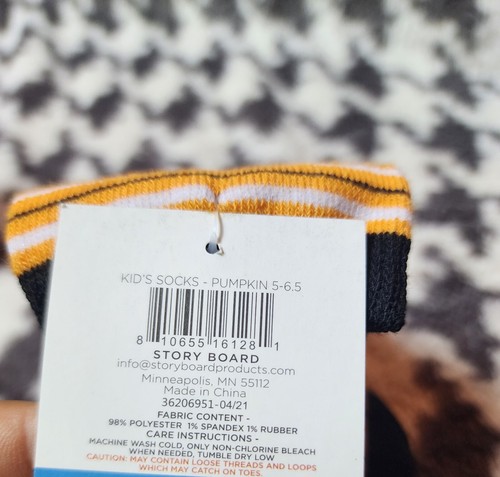 KID'S SOCKS - PUMPKIN 5-6.5
8 10655 16128 1
STORY BOARD
info@storyboardproducts.com
Minneapolis, MN 55112
Made in China
36206951-04/21
FABRIC CONTENT -
98% POLYESTER 1% SPANDEX 1% RUBBER
CARE INSTRUCTIONS -
MACHINE WASH COLD, ONLY NON-CHLORINE BLEACH
WHEN NEEDED, TUMBLE DRY LOW
CAUTION: MAY CONTAIN LOOSE THREADS AND LOOPS
WHICH MAY CATCH ON TOES.